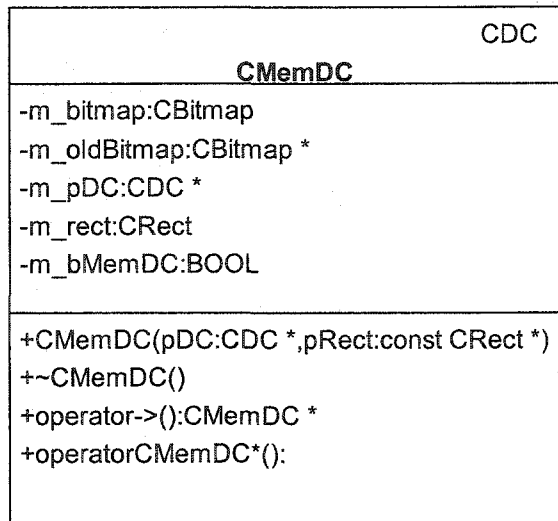 CDC
CMemDC
-m_bitmap:CBitmap
-m_oldBitmap:CBitmap *
-m_pDC:CDC *
-m_rect:CRect
-m_bMemDC:BOOL
+CMemDC(pDC:CDC *,pRect:const CRect *)
+~CMemDC()
+operator->():CMemDC *
+operatorCMemDC*():